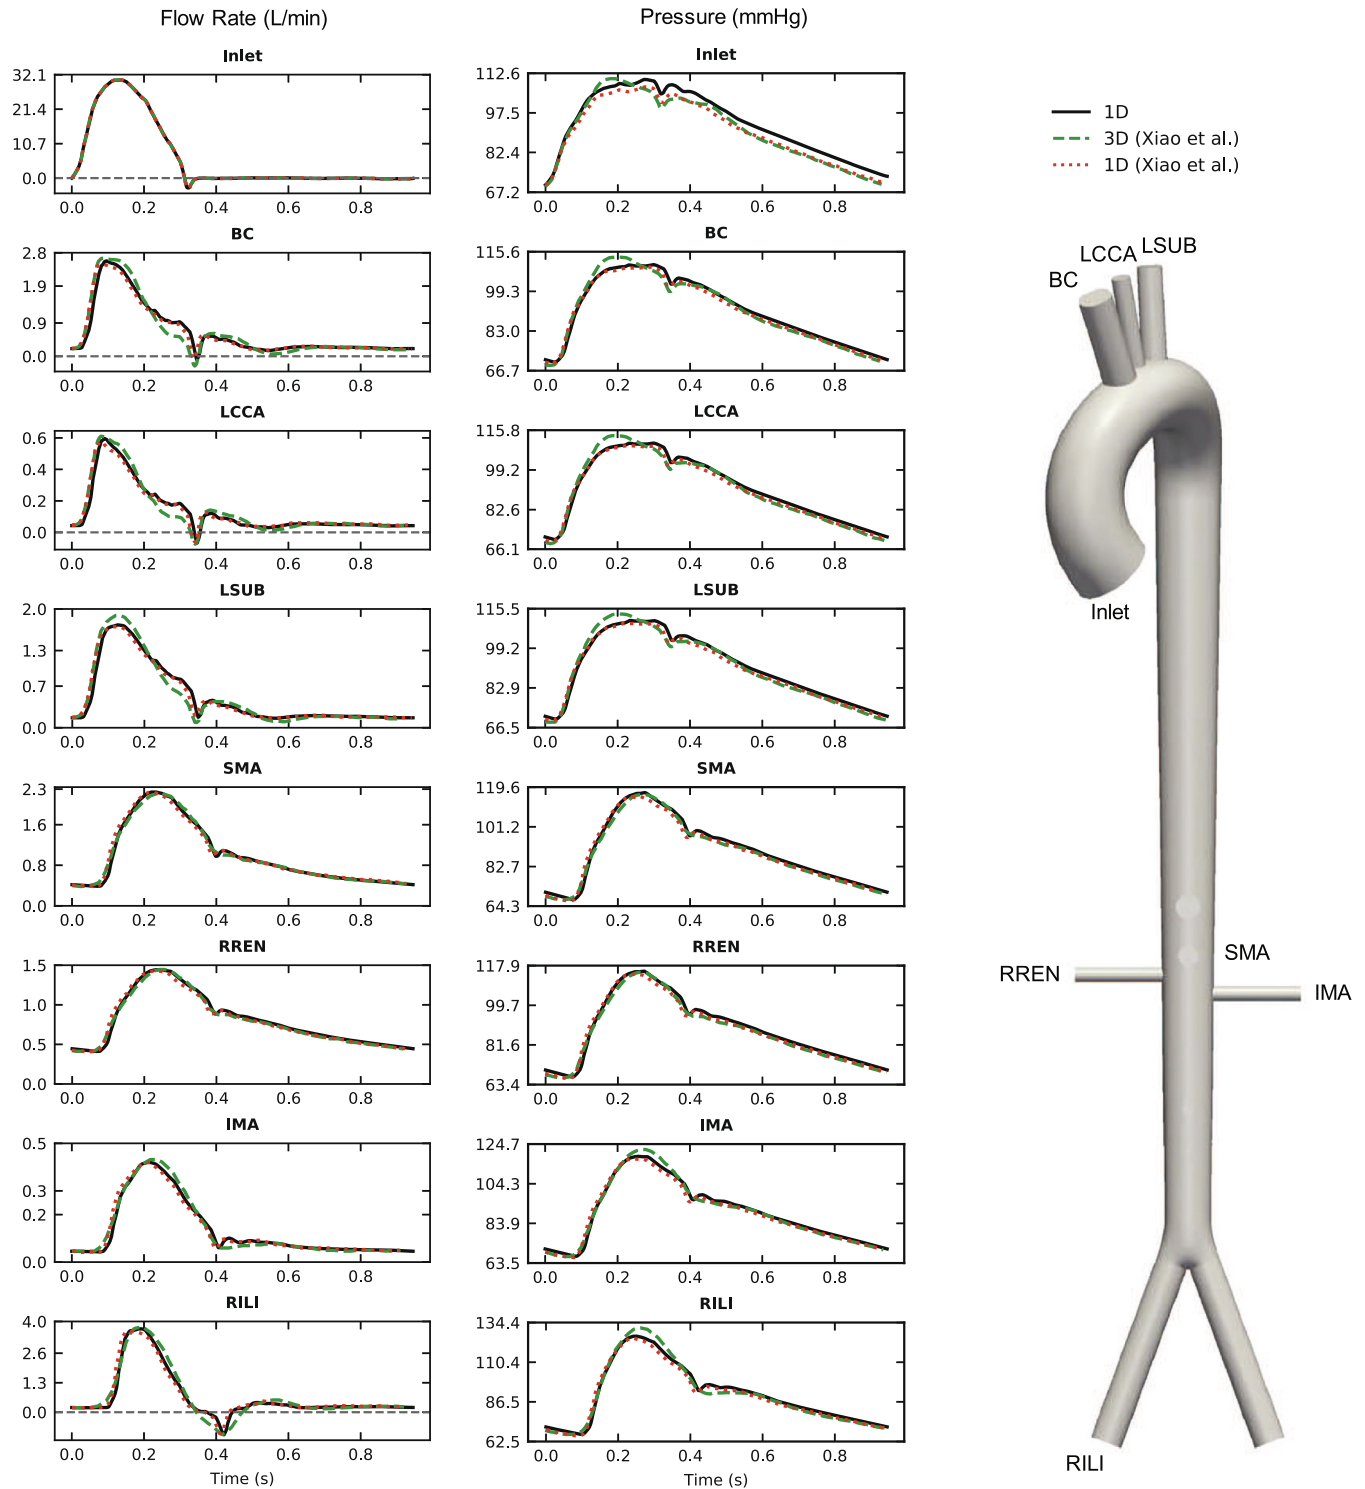 Flow Rate (L/min)
Pressure (mmHg)
Inlet
32.1
21.4
10.7
0.0
0.0 0.2 0.4 0.6 0.8
Inlet
112.6
97.5
82.4
67.2
0.0 0.2 0.4 0.6 0.8
1D
3D (Xiao et al.)
1D (Xiao et al.)
BC
2.8
1.9
0.9
0.0
0.0 0.2 0.4 0.6 0.8
BC
115.6
99.3
83.0
66.7
0.0 0.2 0.4 0.6 0.8
LCCA
0.6
0.4
0.2
0.0
0.0 0.2 0.4 0.6 0.8
LCCA
115.8
99.2
82.6
66.1
0.0 0.2 0.4 0.6 0.8
LSUB
2.0
1.3
0.7
0.0
0.0 0.2 0.4 0.6 0.8
LSUB
115.5
99.2
82.9
66.5
0.0 0.2 0.4 0.6 0.8
SMA
2.3
1.6
0.8
0.0
0.0 0.2 0.4 0.6 0.8
SMA
119.6
101.2
82.7
64.3
0.0 0.2 0.4 0.6 0.8
RREN
1.5
1.0
0.5
0.0
0.0 0.2 0.4 0.6 0.8
RREN
117.9
99.7
81.6
63.4
0.0 0.2 0.4 0.6 0.8
IMA
0.5
0.3
0.2
0.0
0.0 0.2 0.4 0.6 0.8
IMA
124.7
104.3
83.9
63.5
0.0 0.2 0.4 0.6 0.8
RILI
4.0
2.6
1.3
0.0
0.0 0.2 0.4 0.6 0.8
Time (s)
RILI
134.4
110.4
86.5
62.5
0.0 0.2 0.4 0.6 0.8
Time (s)
LSUB
LCCA
BC
Inlet
SMA
RREN
IMA
RILI